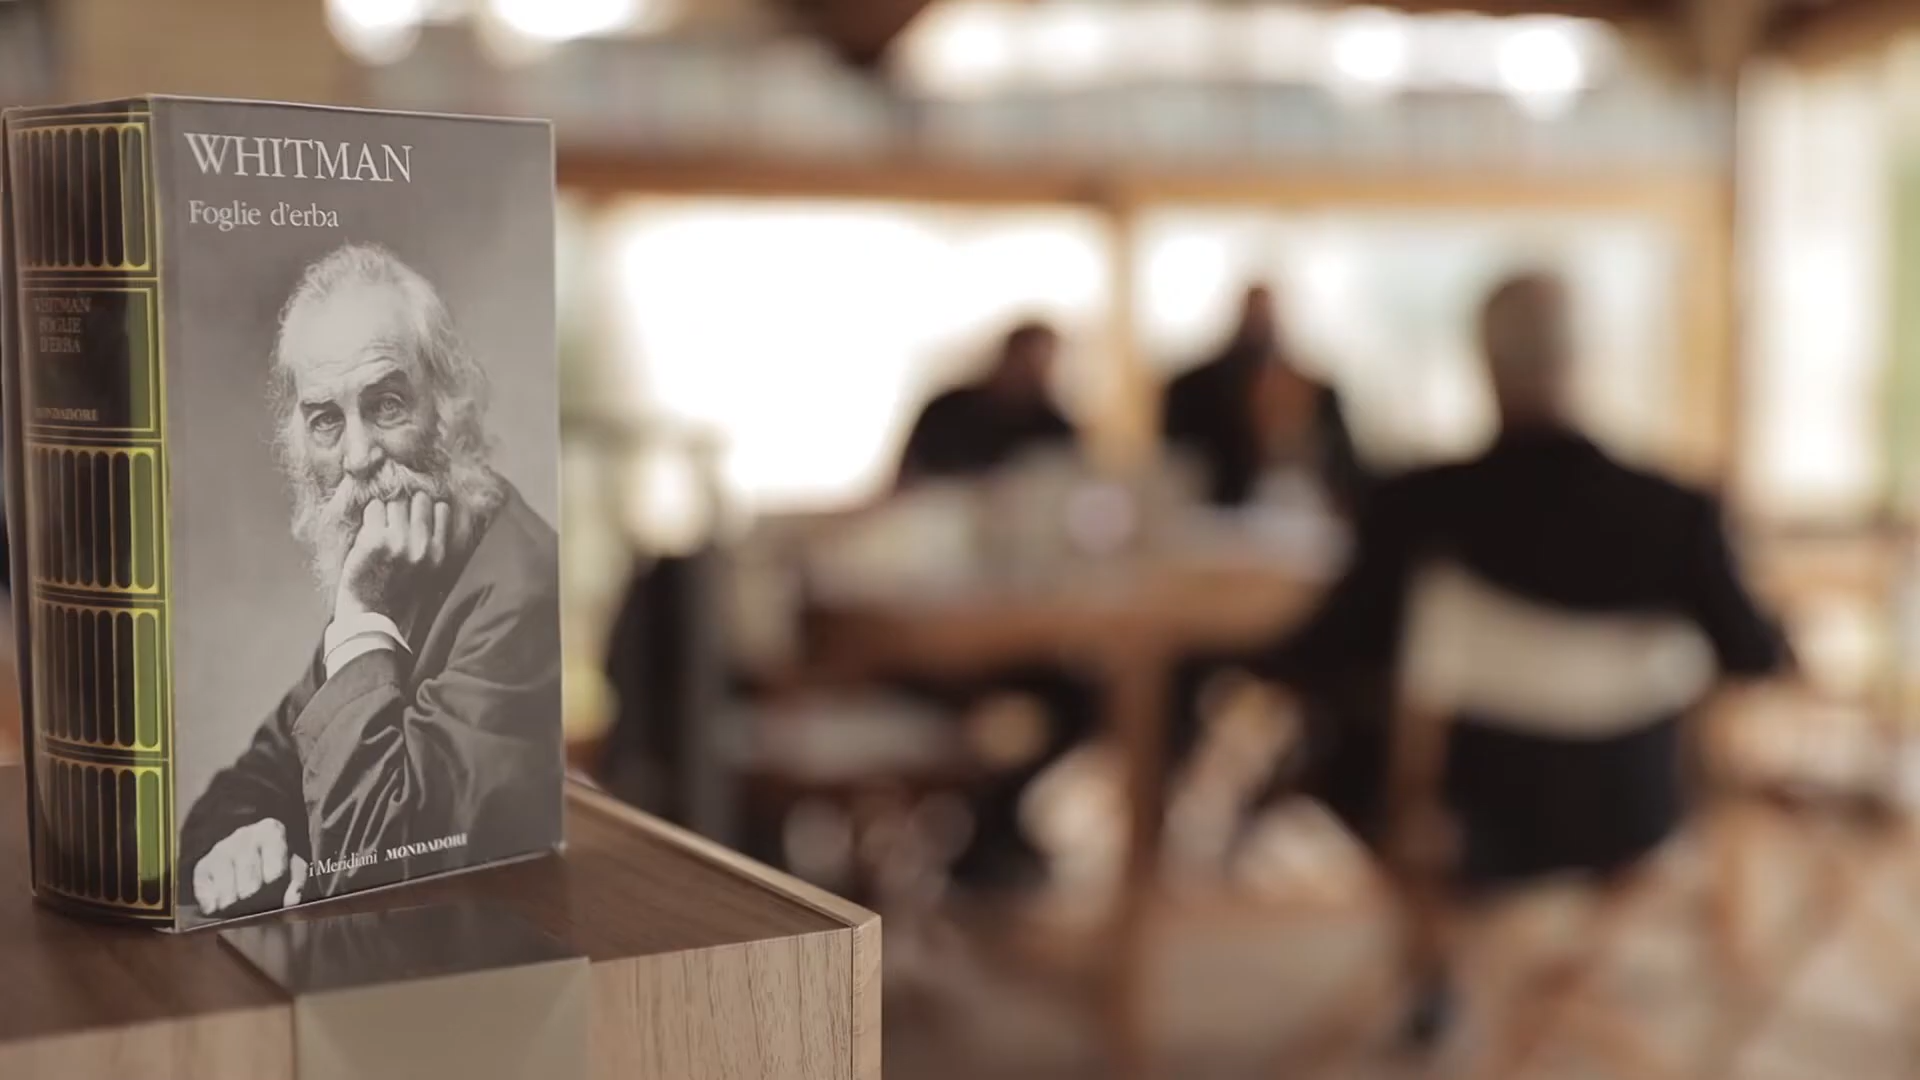 WHITMAN
Foglie d'erba
WHITMAN
FOGLIE
D'ERBA
MONDADORI
i Meridiani MONDADORI